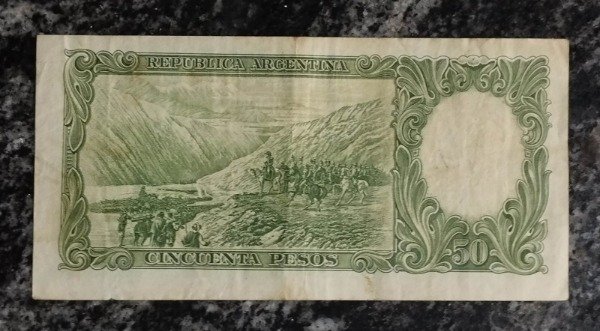 REPUBLICA ARGENTINA
CINCUENTA PESOS
50